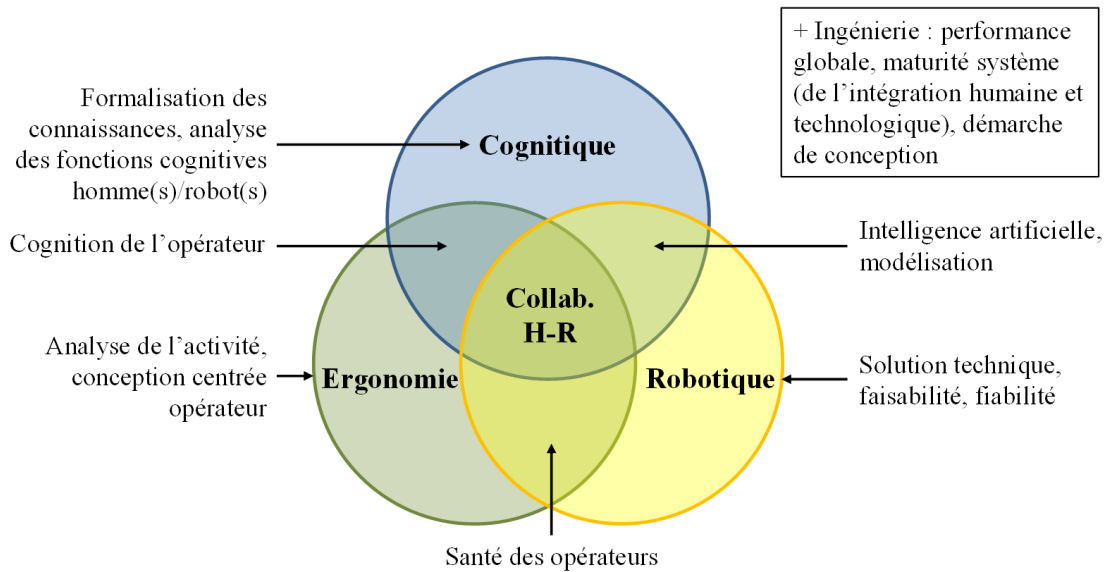 + Ingénierie : performance
globale, maturité système
(de l’intégration humaine et
technologique), démarche
de conception
Formalisation des
connaissances, analyse
des fonctions cognitives
homme(s)/robot(s)
Cognitique
Cognition de l’opérateur
Intelligence artificielle,
modélisation
Collab.
H-R
Analyse de l’activité,
conception centrée
opérateur
Ergonomie
Robotique
Solution technique,
faisabilité, fiabilité
Santé des opérateurs